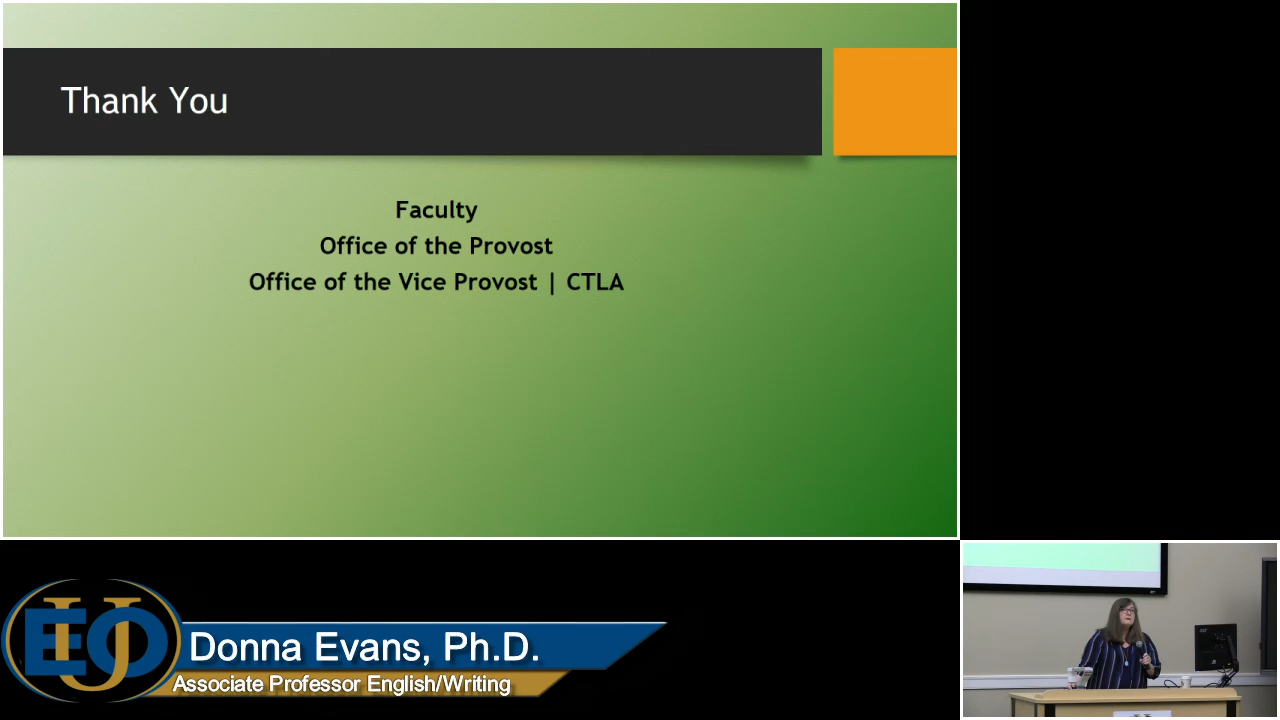 Thank You
Faculty
Office of the Provost
Office of the Vice Provost | CTLA
EOU
Donna Evans, Ph.D.
Associate Professor English/Writing